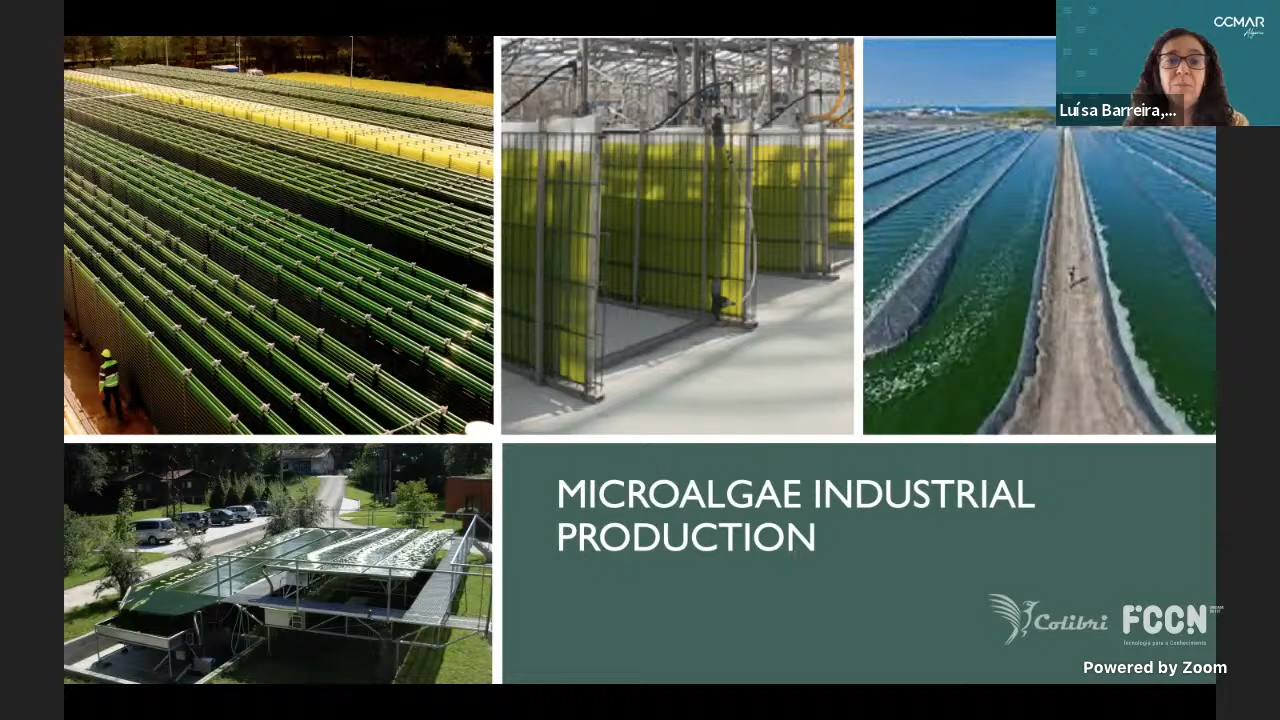 CCMAR
Algarve
Luísa Barreira,...
MICROALGAE INDUSTRIAL
PRODUCTION
Colibri
FCCN
Tecnologia para o Conhecimento
Powered by Zoom